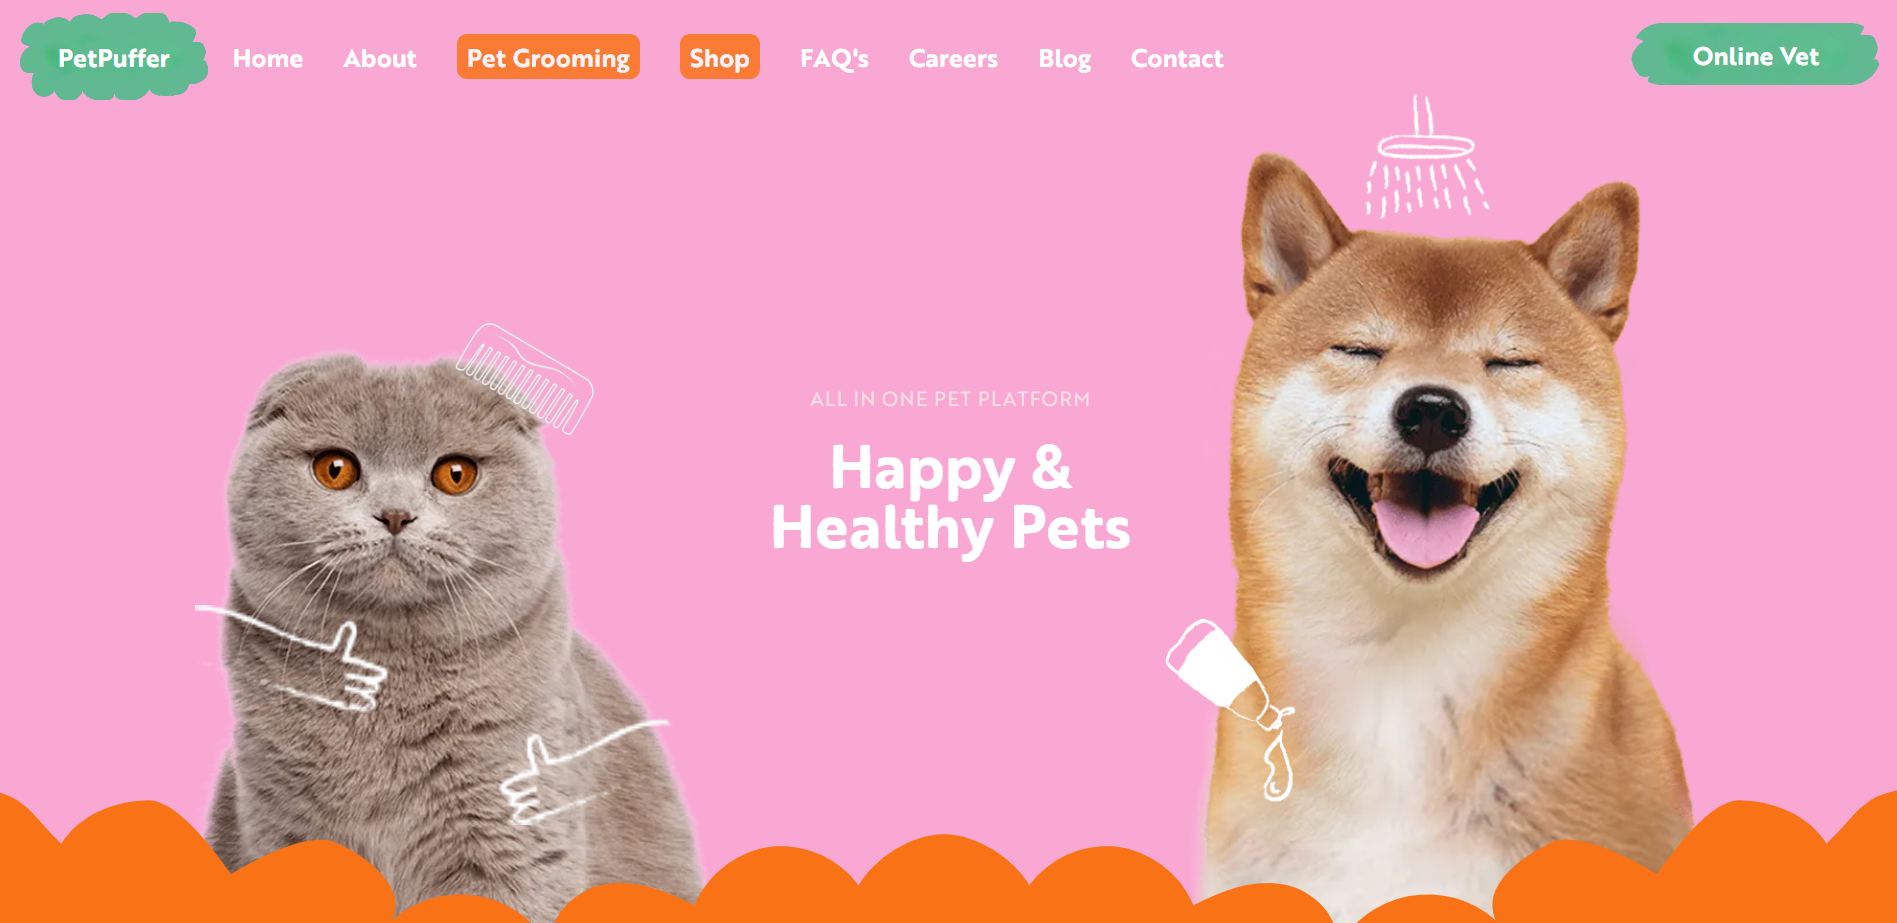 PetPuffer
Home
About
Pet Grooming
Shop
FAQ's
Careers
Blog
Contact
Online Vet
ALL IN ONE PET PLATFORM
Happy &
Healthy Pets